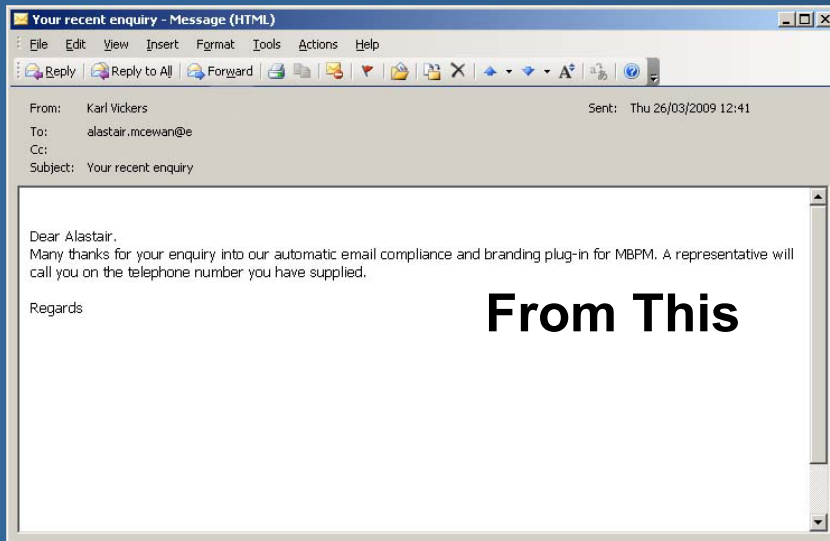 Your recent enquiry - Message (HTML)
File Edit View Insert Format Tools Actions Help
Reply Reply to All Forward
From: Karl Vickers Sent: Thu 26/03/2009 12:41
To: alastair.mcewan@e
Cc:
Subject: Your recent enquiry
Dear Alastair.
Many thanks for your enquiry into our automatic email compliance and branding plug-in for MBPM. A representative will
call you on the telephone number you have supplied.
Regards
From This